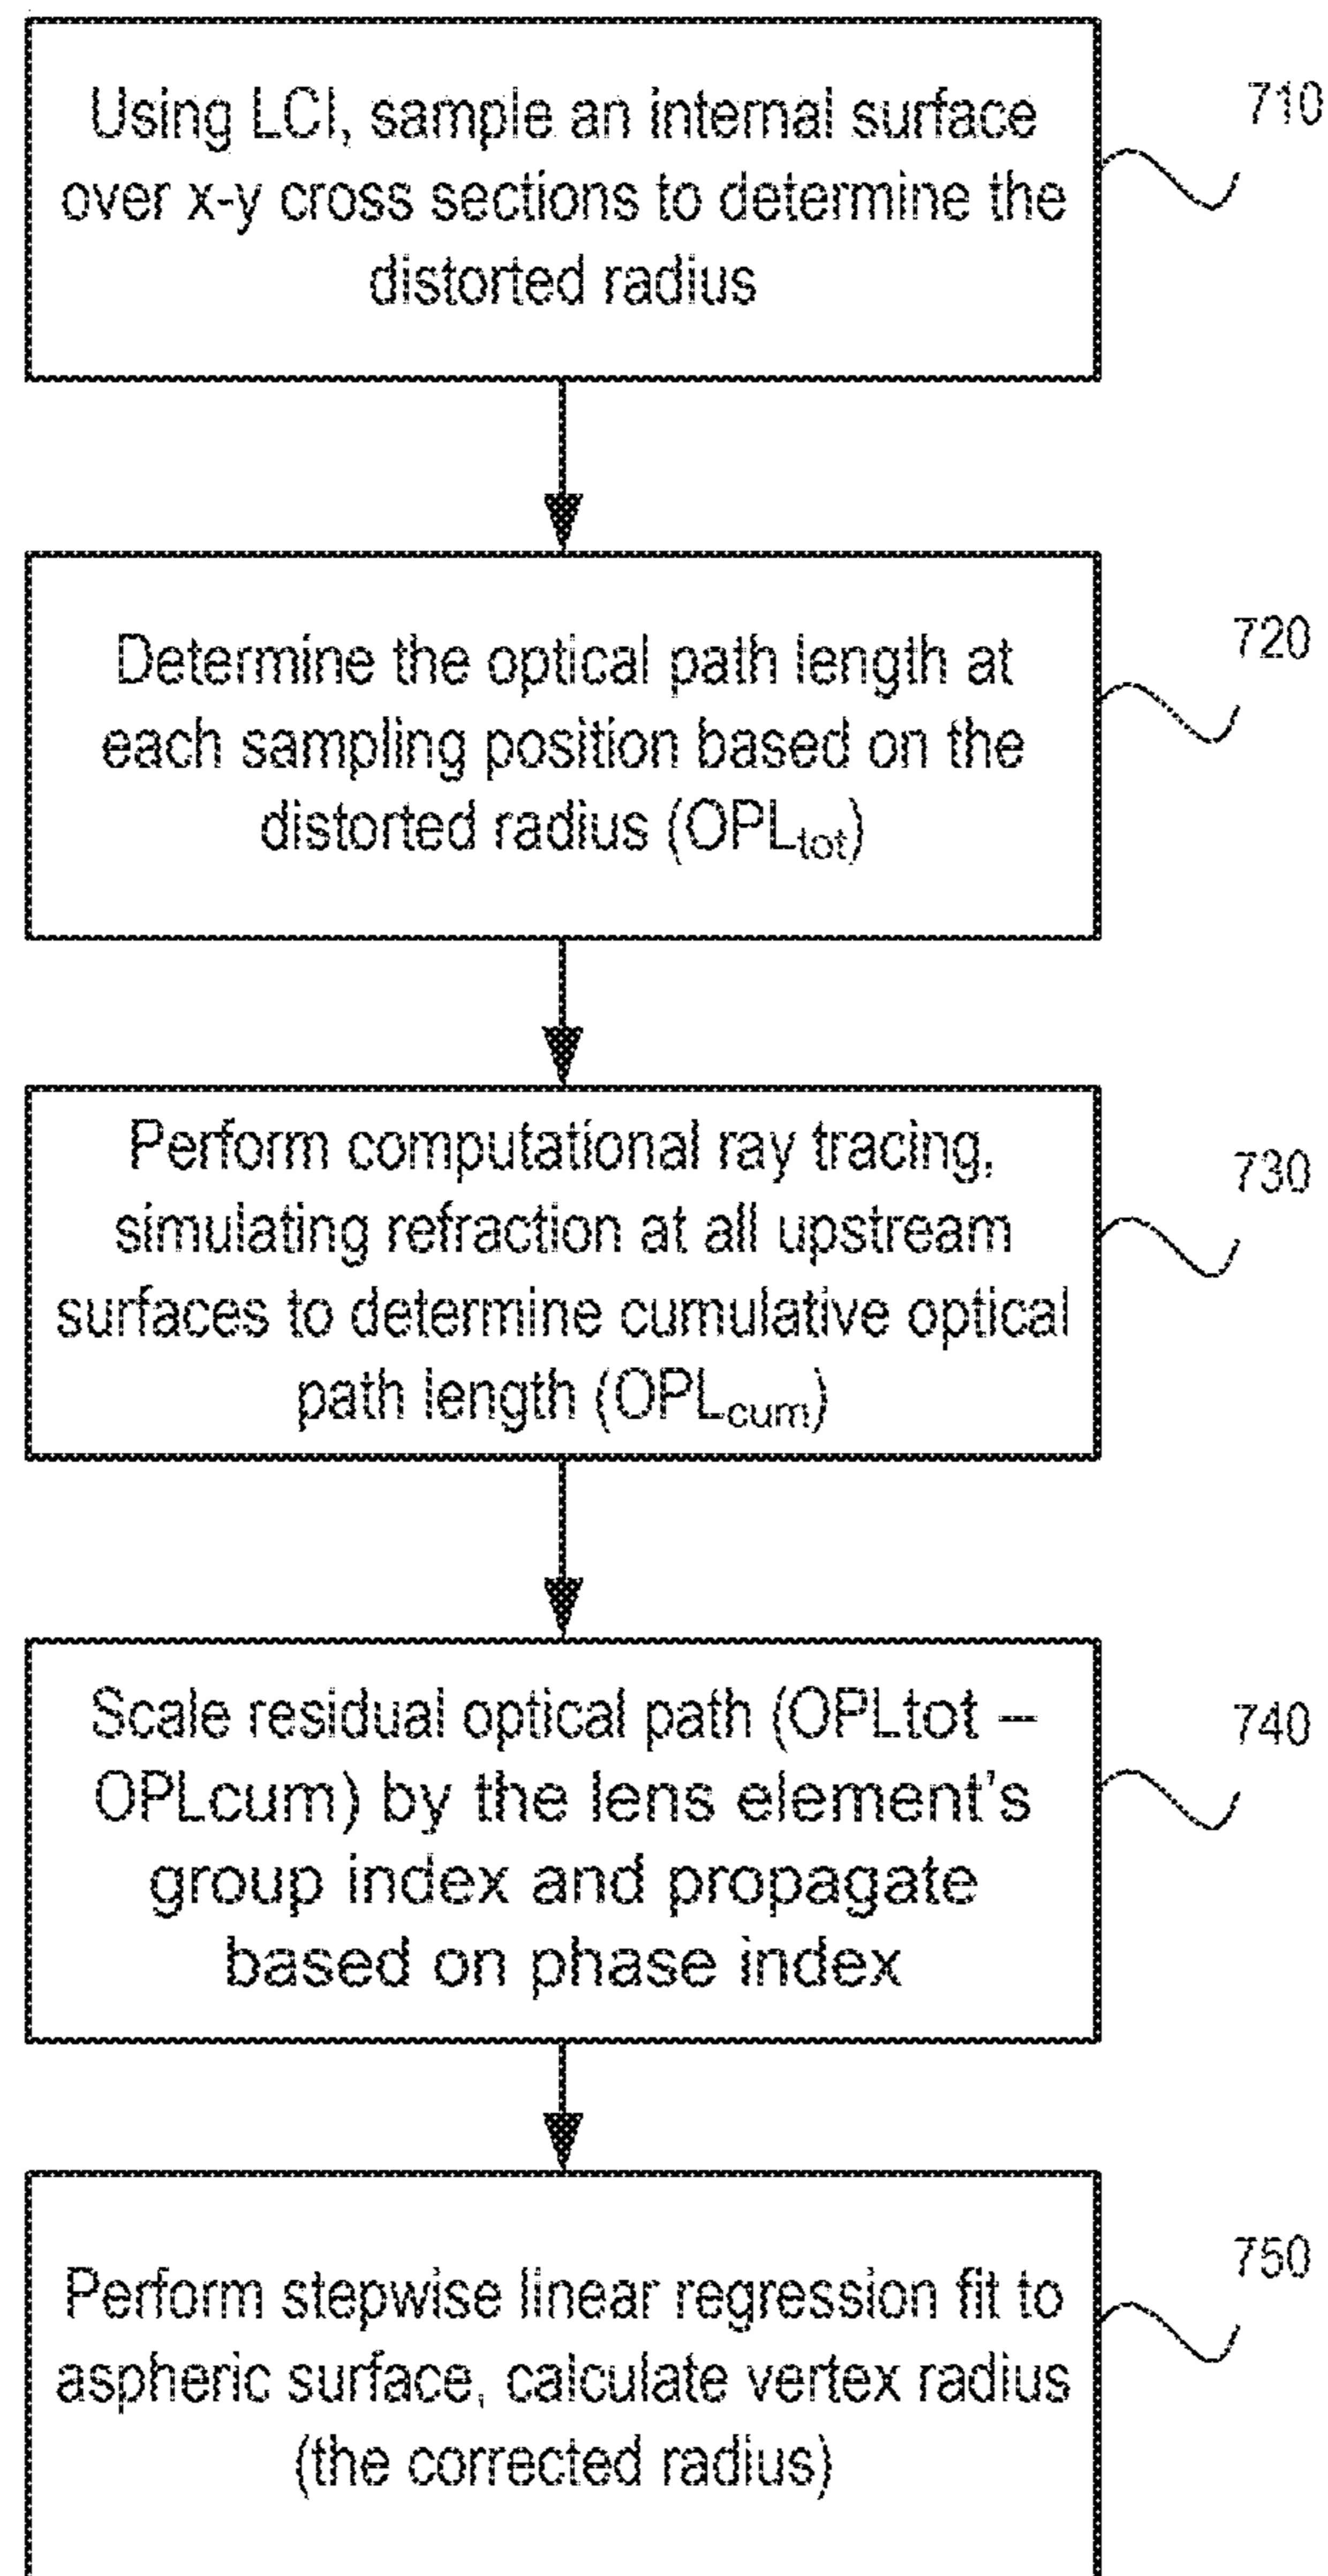 Using LCI, sample an internal surface
over x-y cross sections to determine the
distorted radius
710
Determine the optical path length at
each sampling position based on the
distorted radius (OPLtot)
720
Perform computational ray tracing,
simulating refraction at all upstream
surfaces to determine cumulative optical
path length (OPLcum)
730
Scale residual optical path (OPLtot –
OPLcum) by the lens element's
group index and propagate
based on phase index
740
Perform stepwise linear regression fit to
aspheric surface, calculate vertex radius
(the corrected radius)
750